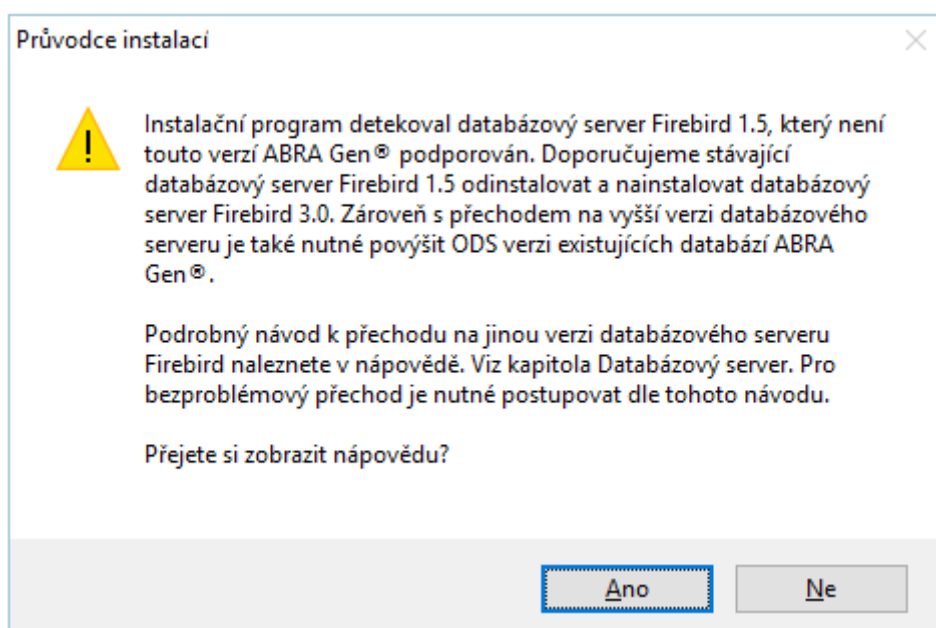 Průvodce instalací
Instalační program detekoval databázový server Firebird 1.5, který není
touto verzí ABRA Gen® podporován. Doporučujeme stávající
databázový server Firebird 1.5 odinstalovat a nainstalovat databázový
server Firebird 3.0. Zároveň s přechodem na vyšší verzi databázového
serveru je také nutné povýšit ODS verzi existujících databází ABRA
Gen®.
Podrobný návod k přechodu na jinou verzi databázového serveru
Firebird naleznete v nápovědě. Viz kapitola Databázový server. Pro
bezproblémový přechod je nutné postupovat dle tohoto návodu.
Přejete si zobrazit nápovědu?
Ano
Ne